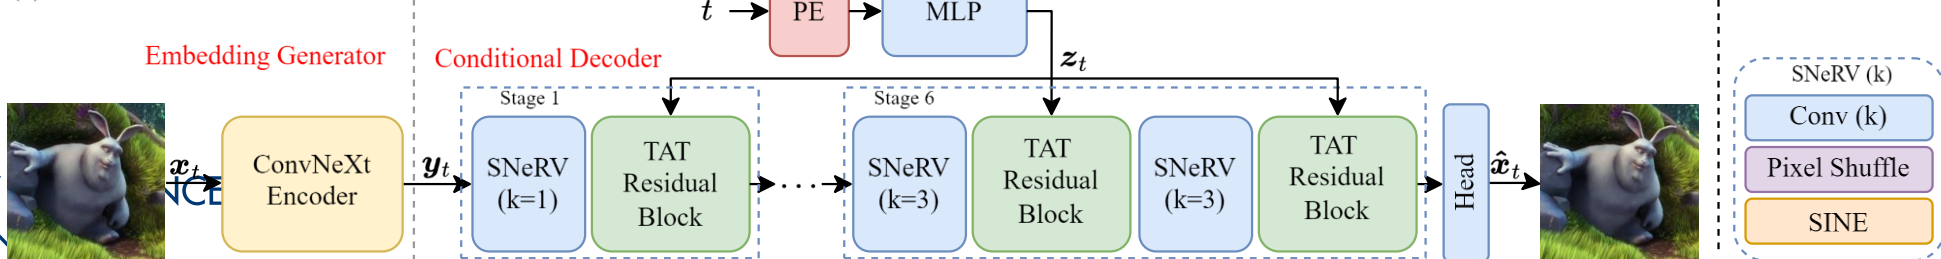 t
PE
MLP
Embedding Generator
Conditional Decoder
z_t
SNeRV (k)
Stage 1
Stage 6
x_t
ConvNeXt
Encoder
y_t
SNeRV
(k=1)
TAT
Residual
Block
...
SNeRV
(k=3)
TAT
Residual
Block
SNeRV
(k=3)
TAT
Residual
Block
Head
x̂_t
Conv (k)
Pixel Shuffle
SINE
NCE